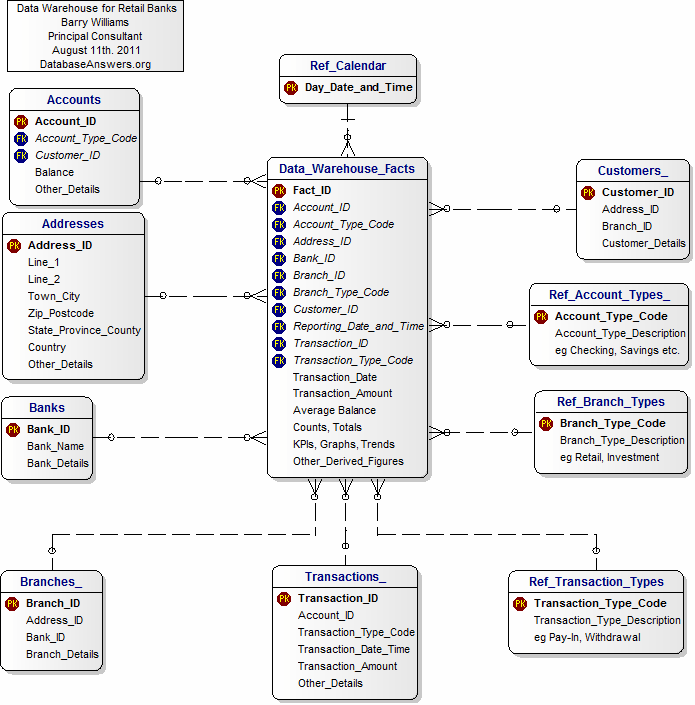 Data Warehouse for Retail Banks
Barry Williams
Principal Consultant
August 11th. 2011
DatabaseAnswers.org
Ref_Calendar
Pk Day_Date_and_Time
Accounts
Pk Account_ID
Fk Account_Type_Code
Fk Customer_ID
Balance
Other_Details
Data_Warehouse_Facts
Pk Fact_ID
Fk Account_ID
Fk Account_Type_Code
Fk Address_ID
Fk Bank_ID
Fk Branch_ID
Fk Branch_Type_Code
Fk Customer_ID
Fk Reporting_Date_and_Time
Fk Transaction_ID
Fk Transaction_Type_Code
Transaction_Date
Transaction_Amount
Average Balance
Counts, Totals
KPIs, Graphs, Trends
Other_Derived_Figures
Customers_
Pk Customer_ID
Address_ID
Branch_ID
Customer_Details
Addresses
Pk Address_ID
Line_1
Line_2
Town_City
Zip_Postcode
State_Province_County
Country
Other_Details
Ref_Account_Types_
Pk Account_Type_Code
Account_Type_Description
eg Checking, Savings etc.
Banks
Pk Bank_ID
Bank_Name
Bank_Details
Ref_Branch_Types
Pk Branch_Type_Code
Branch_Type_Description
eg Retail, Investment
Branches_
Pk Branch_ID
Address_ID
Bank_ID
Branch_Details
Transactions_
Pk Transaction_ID
Account_ID
Transaction_Type_Code
Transaction_Date_Time
Transaction_Amount
Other_Details
Ref_Transaction_Types
Pk Transaction_Type_Code
Transaction_Type_Description
eg Pay-In, Withdrawal